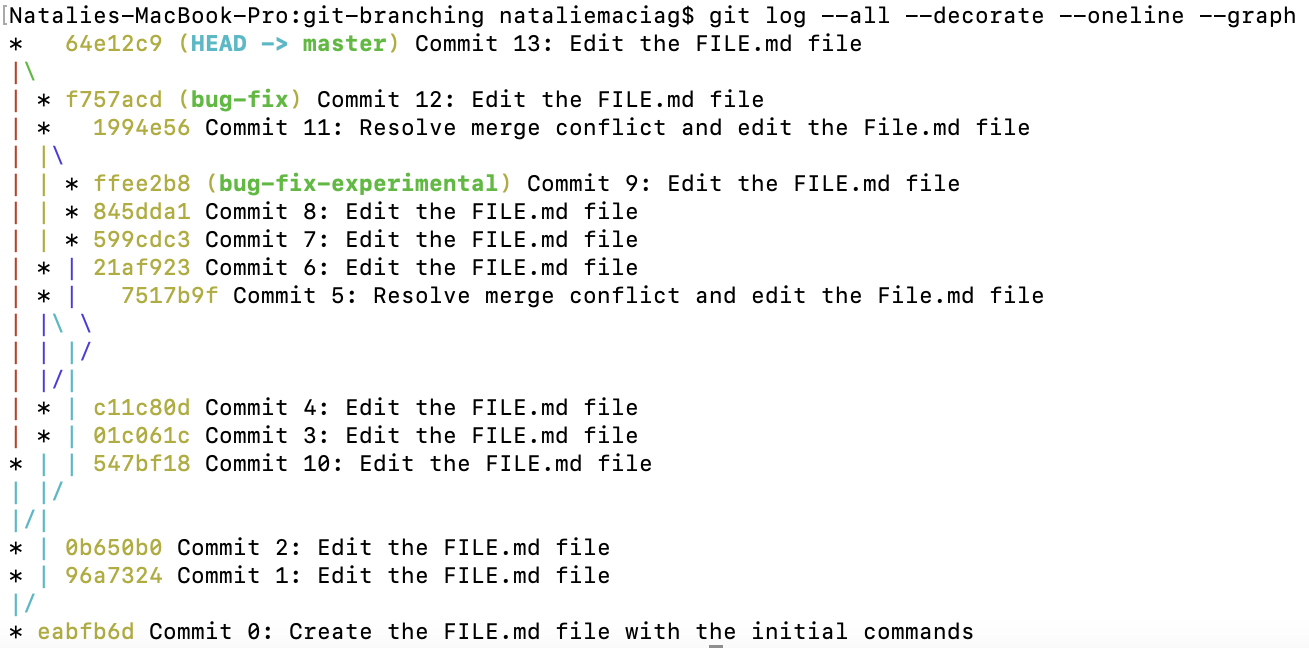 [Natalies-MacBook-Pro:git-branching nataliemaciag$ git log --all --decorate --oneline --graph
*   64e12c9 (HEAD -> master) Commit 13: Edit the FILE.md file
|\
| * f757acd (bug-fix) Commit 12: Edit the FILE.md file
| *   1994e56 Commit 11: Resolve merge conflict and edit the File.md file
| |\
| | * ffee2b8 (bug-fix-experimental) Commit 9: Edit the FILE.md file
| | * 845dda1 Commit 8: Edit the FILE.md file
| | * 599cdc3 Commit 7: Edit the FILE.md file
| * | 21af923 Commit 6: Edit the FILE.md file
| * |   7517b9f Commit 5: Resolve merge conflict and edit the File.md file
| |\ \
| | |/
| |/|
| * | c11c80d Commit 4: Edit the FILE.md file
| * | 01c061c Commit 3: Edit the FILE.md file
* | | 547bf18 Commit 10: Edit the FILE.md file
| |/
|/|
* | 0b650b0 Commit 2: Edit the FILE.md file
* | 96a7324 Commit 1: Edit the FILE.md file
|/
* eabfb6d Commit 0: Create the FILE.md file with the initial commands